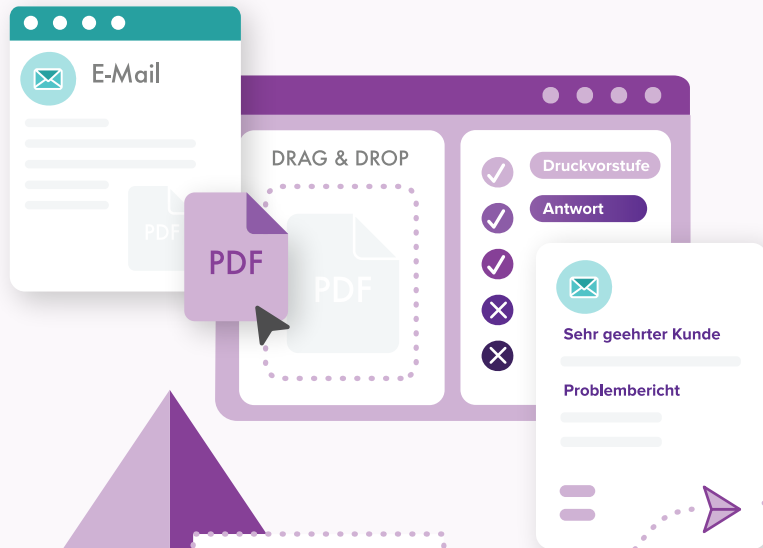 E-Mail
DRAG & DROP
PDF
PDF
PDF
Druckvorstufe
Antwort
Sehr geehrter Kunde
Problembericht